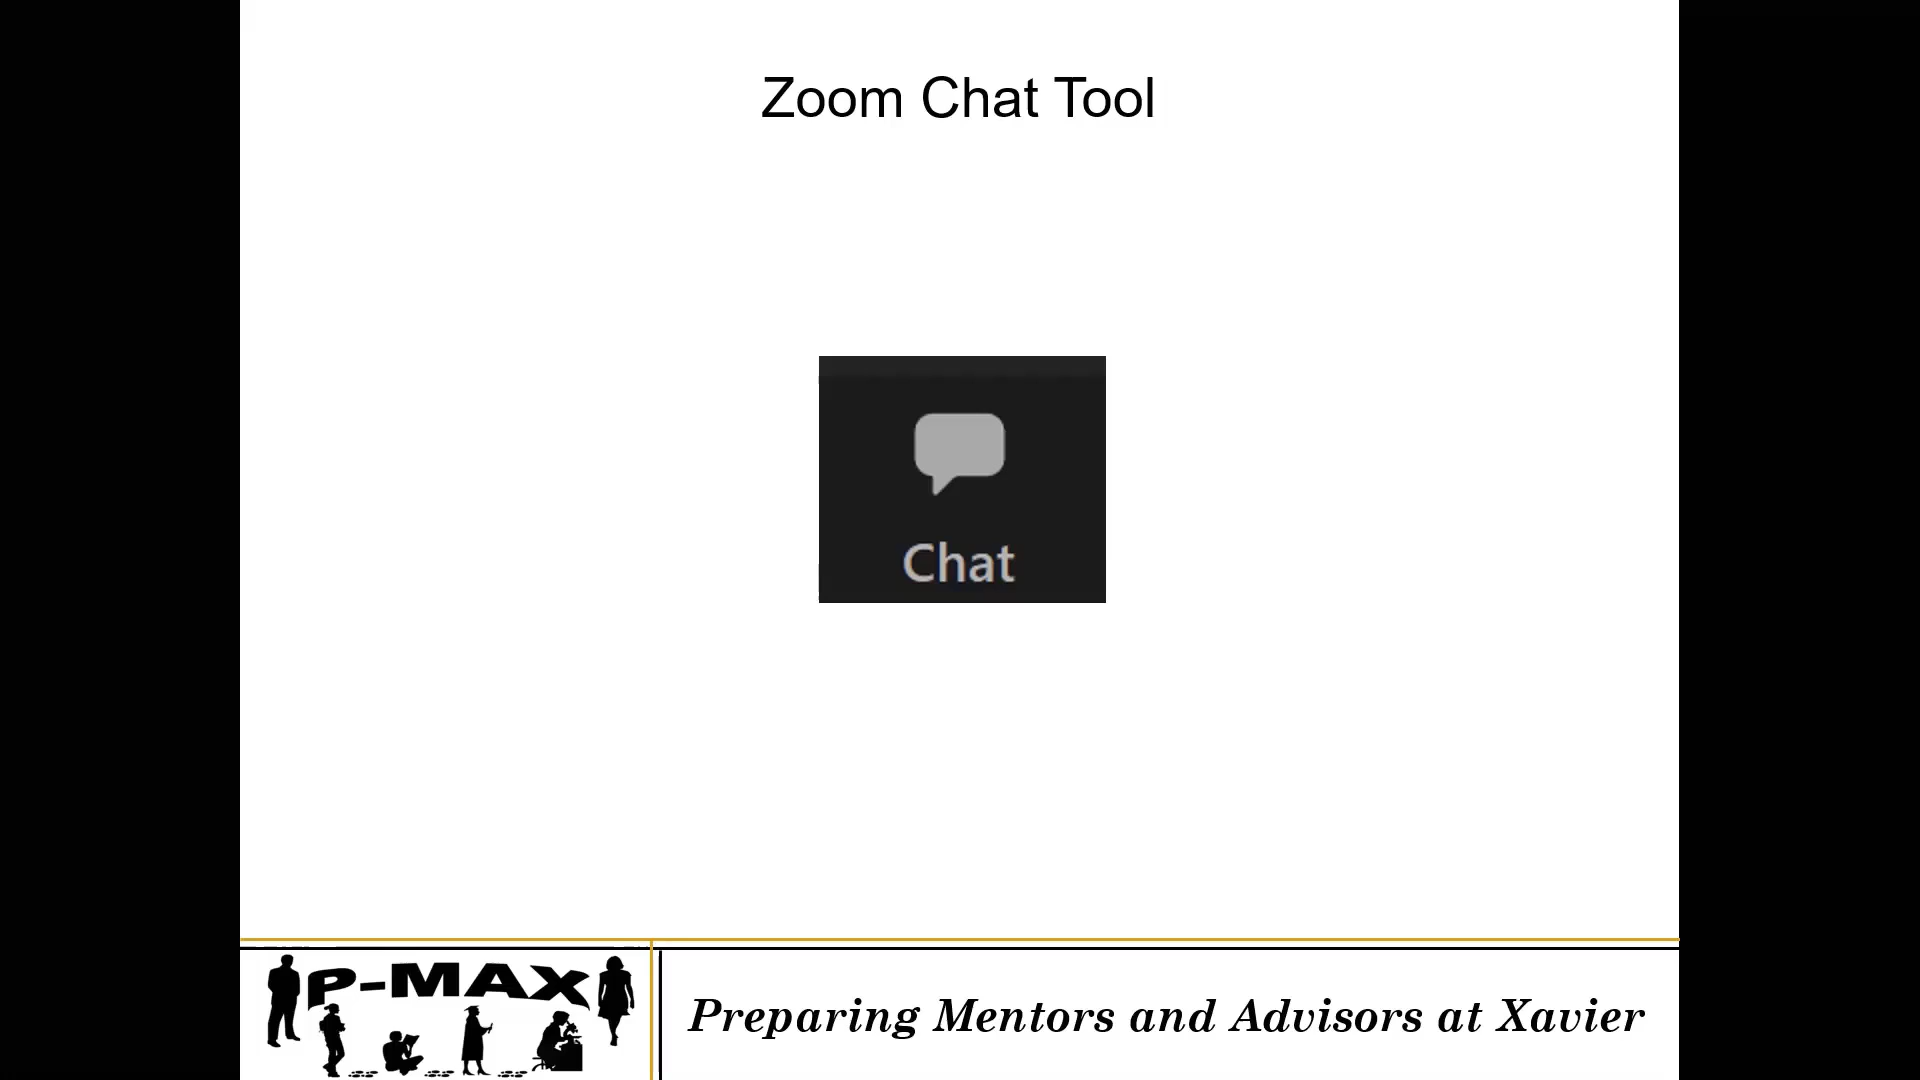 Zoom Chat Tool
Chat
P-MAX
Preparing Mentors and Advisors at Xavier